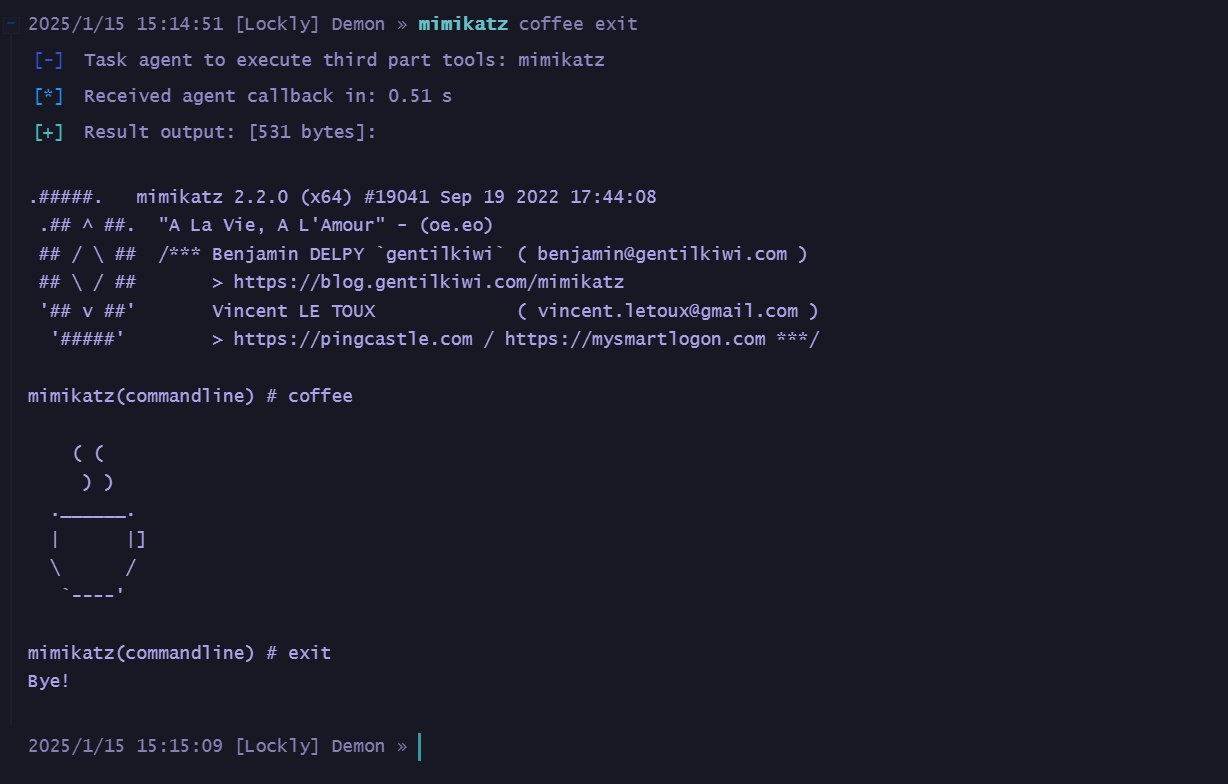 2025/1/15 15:14:51 [Lockly] Demon » mimikatz coffee exit
[-]  Task agent to execute third part tools: mimikatz
[*]  Received agent callback in: 0.51 s
[+]  Result output: [531 bytes]:

.#####.   mimikatz 2.2.0 (x64) #19041 Sep 19 2022 17:44:08
 .## ^ ##.  "A La Vie, A L'Amour" - (oe.eo)
 ## / \ ##  /*** Benjamin DELPY `gentilkiwi` ( benjamin@gentilkiwi.com )
 ## \ / ##       > https://blog.gentilkiwi.com/mimikatz
 '## v ##'       Vincent LE TOUX             ( vincent.letoux@gmail.com )
  '#####'        > https://pingcastle.com / https://mysmartlogon.com ***/

mimikatz(commandline) # coffee

    ( (
     ) )
  .______.
  |      |]
  \      /
   `----'

mimikatz(commandline) # exit
Bye!

2025/1/15 15:15:09 [Lockly] Demon »